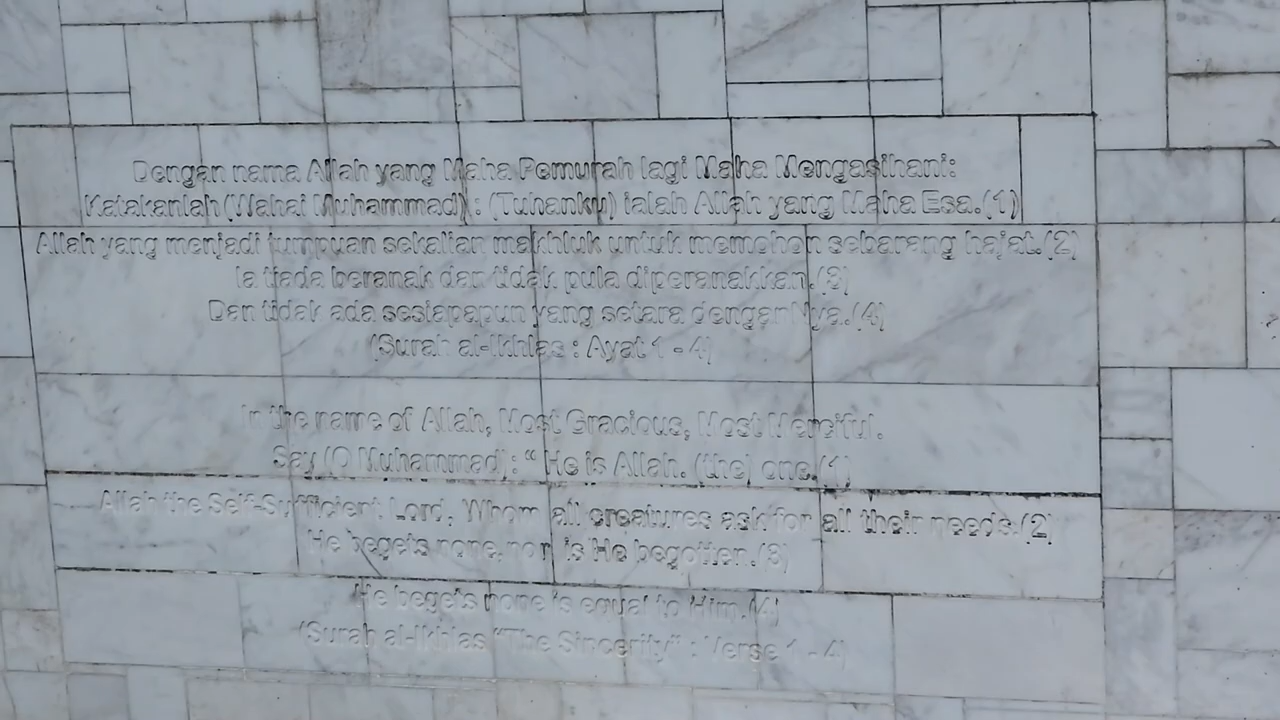 Dengan nama Allah yang Maha Pemurah lagi Maha Mengasihani:
Katakanlah (Wahai Muhammad) : (Tuhanku) ialah Allah yang Maha Esa.(1)
Allah yang menjadi tumpuan sekalian makhluk untuk memohon sebarang hajat.(2)
Ia tiada beranak dan tidak pula diperanakkan.(3)
Dan tidak ada sesiapapun yang setara dengan Nya.(4)
(Surah al-Ikhlas : Ayat 1 - 4)
In the name of Allah, Most Gracious, Most Merciful.
Say (O Muhammad) : “ He is Allah. (the) one.(1)
Allah the Self-Sufficient Lord, Whom all creatures ask for all their needs.(2)
He begets none, nor is He begotten.(3)
He begets none is equal to Him.(4)
(Surah al-Ikhlas “The Sincerity” : Verse 1 - 4)